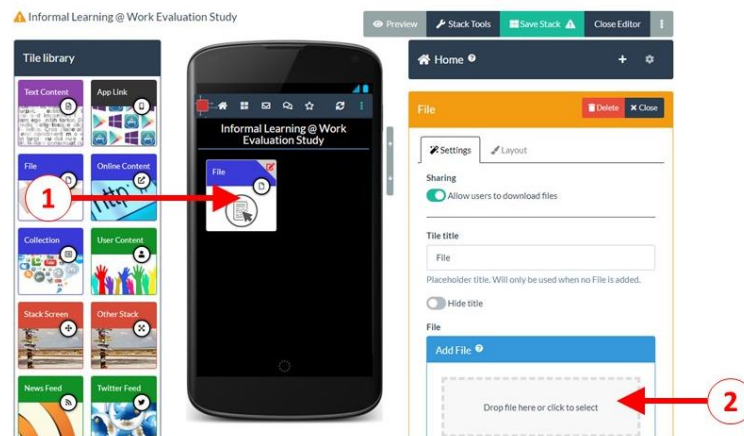 Informal Learning @ Work Evaluation Study
Preview
Stack Tools
Save Stack
Close Editor
Tile library
Text Content
App Link
File
Online Content
Collection
User Content
Stack Screen
Other Stack
News Feed
Twitter Feed
1
Informal Learning @ Work
Evaluation Study
File
Home
File
Delete
Close
Settings
Layout
Sharing
Allow users to download files
Tile title
File
Placeholder title. Will only be used when no File is added.
Hide title
File
Add File
Drop file here or click to select
2